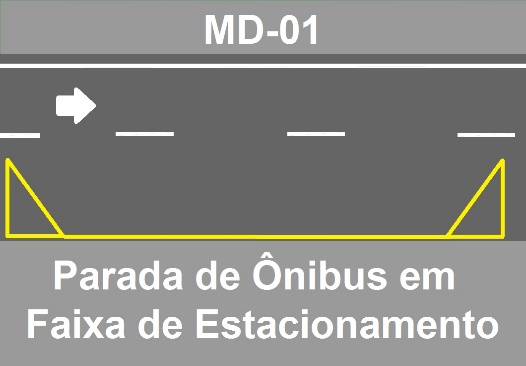 MD-01
Parada de Ônibus em
Faixa de Estacionamento